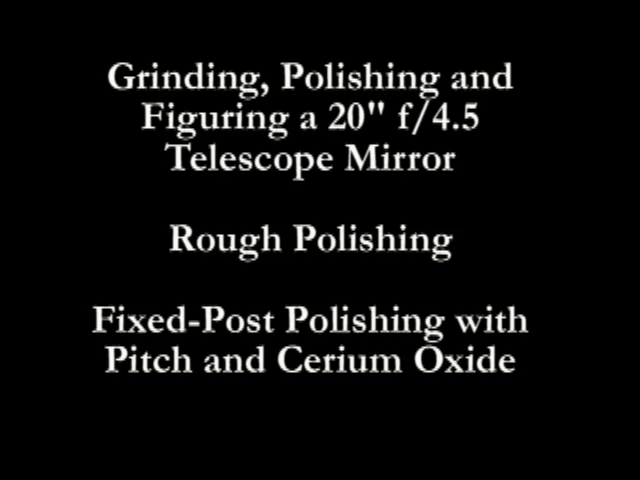 Grinding, Polishing and
Figuring a 20" f/4.5
Telescope Mirror
Rough Polishing
Fixed-Post Polishing with
Pitch and Cerium Oxide